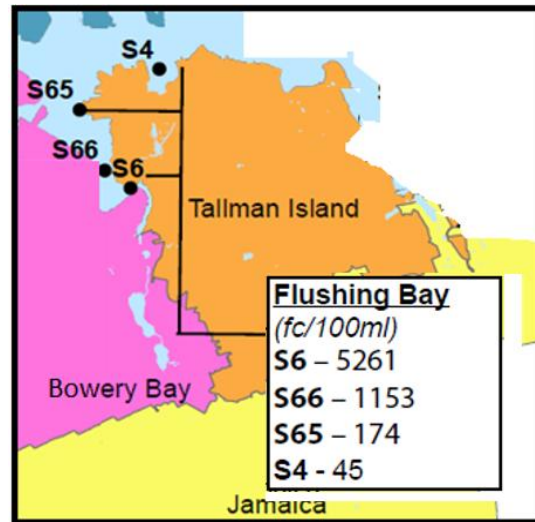 S4
S65
S66
S6
Tallman Island
Flushing Bay
(fc/100ml)
S6 – 5261
S66 – 1153
S65 – 174
S4 - 45
Bowery Bay
Jamaica